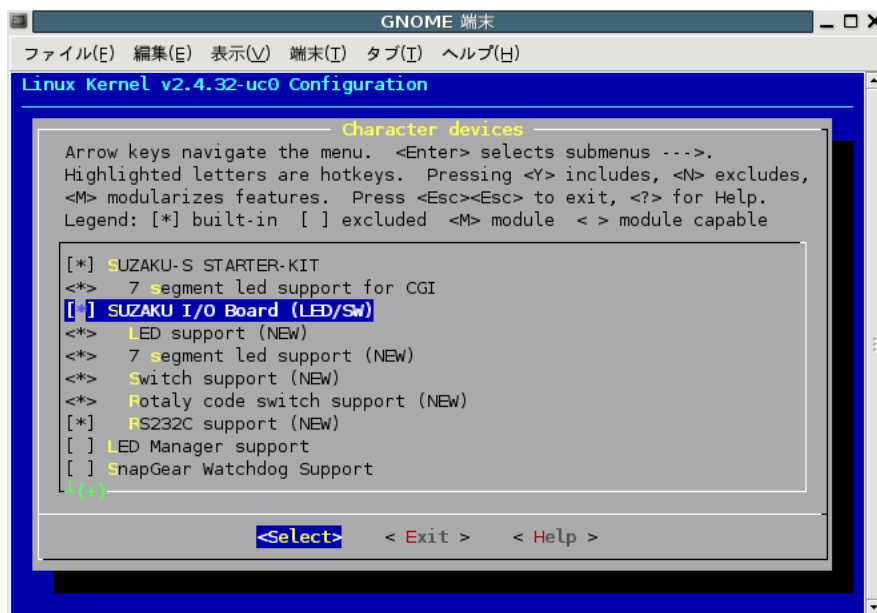 GNOME 端末
ファイル(F) 編集(E) 表示(V) 端末(T) タブ(T) ヘルプ(H)
Linux Kernel v2.4.32-uc0 Configuration
Character devices
Arrow keys navigate the menu. <Enter> selects submenus --->.
Highlighted letters are hotkeys. Pressing <Y> includes, <N> excludes,
<M> modularizes features. Press <Esc><Esc> to exit, <?> for Help.
Legend: [*] built-in [ ] excluded <M> module < > module capable
[*] SUZAKU-S STARTER-KIT
<*> 7 segment led support for CGI
[*] SUZAKU I/O Board (LED/SW)
<*> LED support (NEW)
<*> 7 segment led support (NEW)
<*> Switch support (NEW)
<*> Rotaly code switch support (NEW)
[*] RS232C support (NEW)
[ ] LED Manager support
[ ] SnapGear Watchdog Support
(+)
<Select> < Exit > < Help >